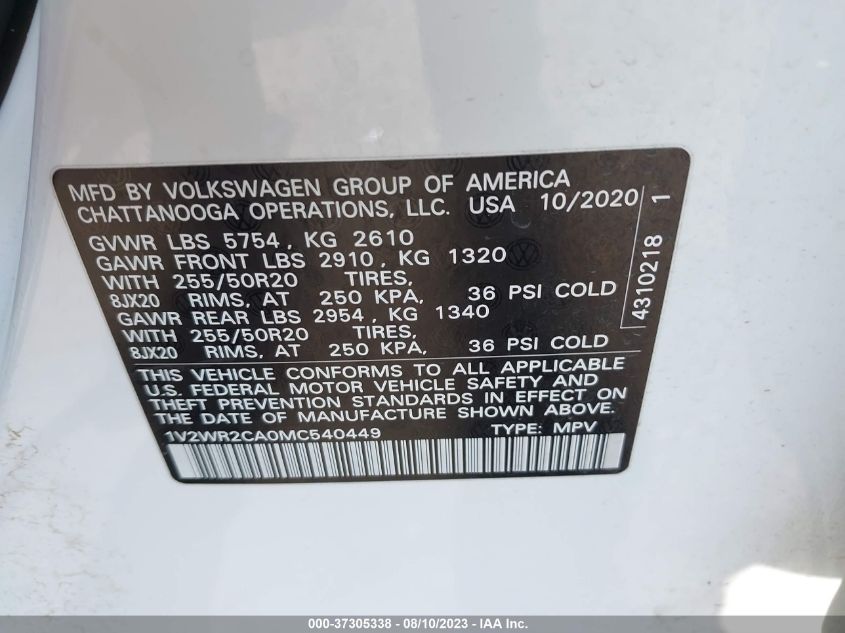 MFD BY VOLKSWAGEN GROUP OF AMERICA
CHATTANOOGA OPERATIONS, LLC. USA 10/2020
GVWR LBS 5754, KG 2610
GAWR FRONT LBS 2910, KG 1320
WITH 255/50R20 TIRES,
8JX20 RIMS, AT 250 KPA, 36 PSI COLD
GAWR REAR LBS 2954, KG 1340
WITH 255/50R20 TIRES,
8JX20 RIMS, AT 250 KPA, 36 PSI COLD
THIS VEHICLE CONFORMS TO ALL APPLICABLE
U.S. FEDERAL MOTOR VEHICLE SAFETY AND
THEFT PREVENTION STANDARDS IN EFFECT ON
THE DATE OF MANUFACTURE SHOWN ABOVE.
1V2WR2CA0MC540449 TYPE: MPV
4310218 1
000-37305338 - 08/10/2023 - IAA Inc.